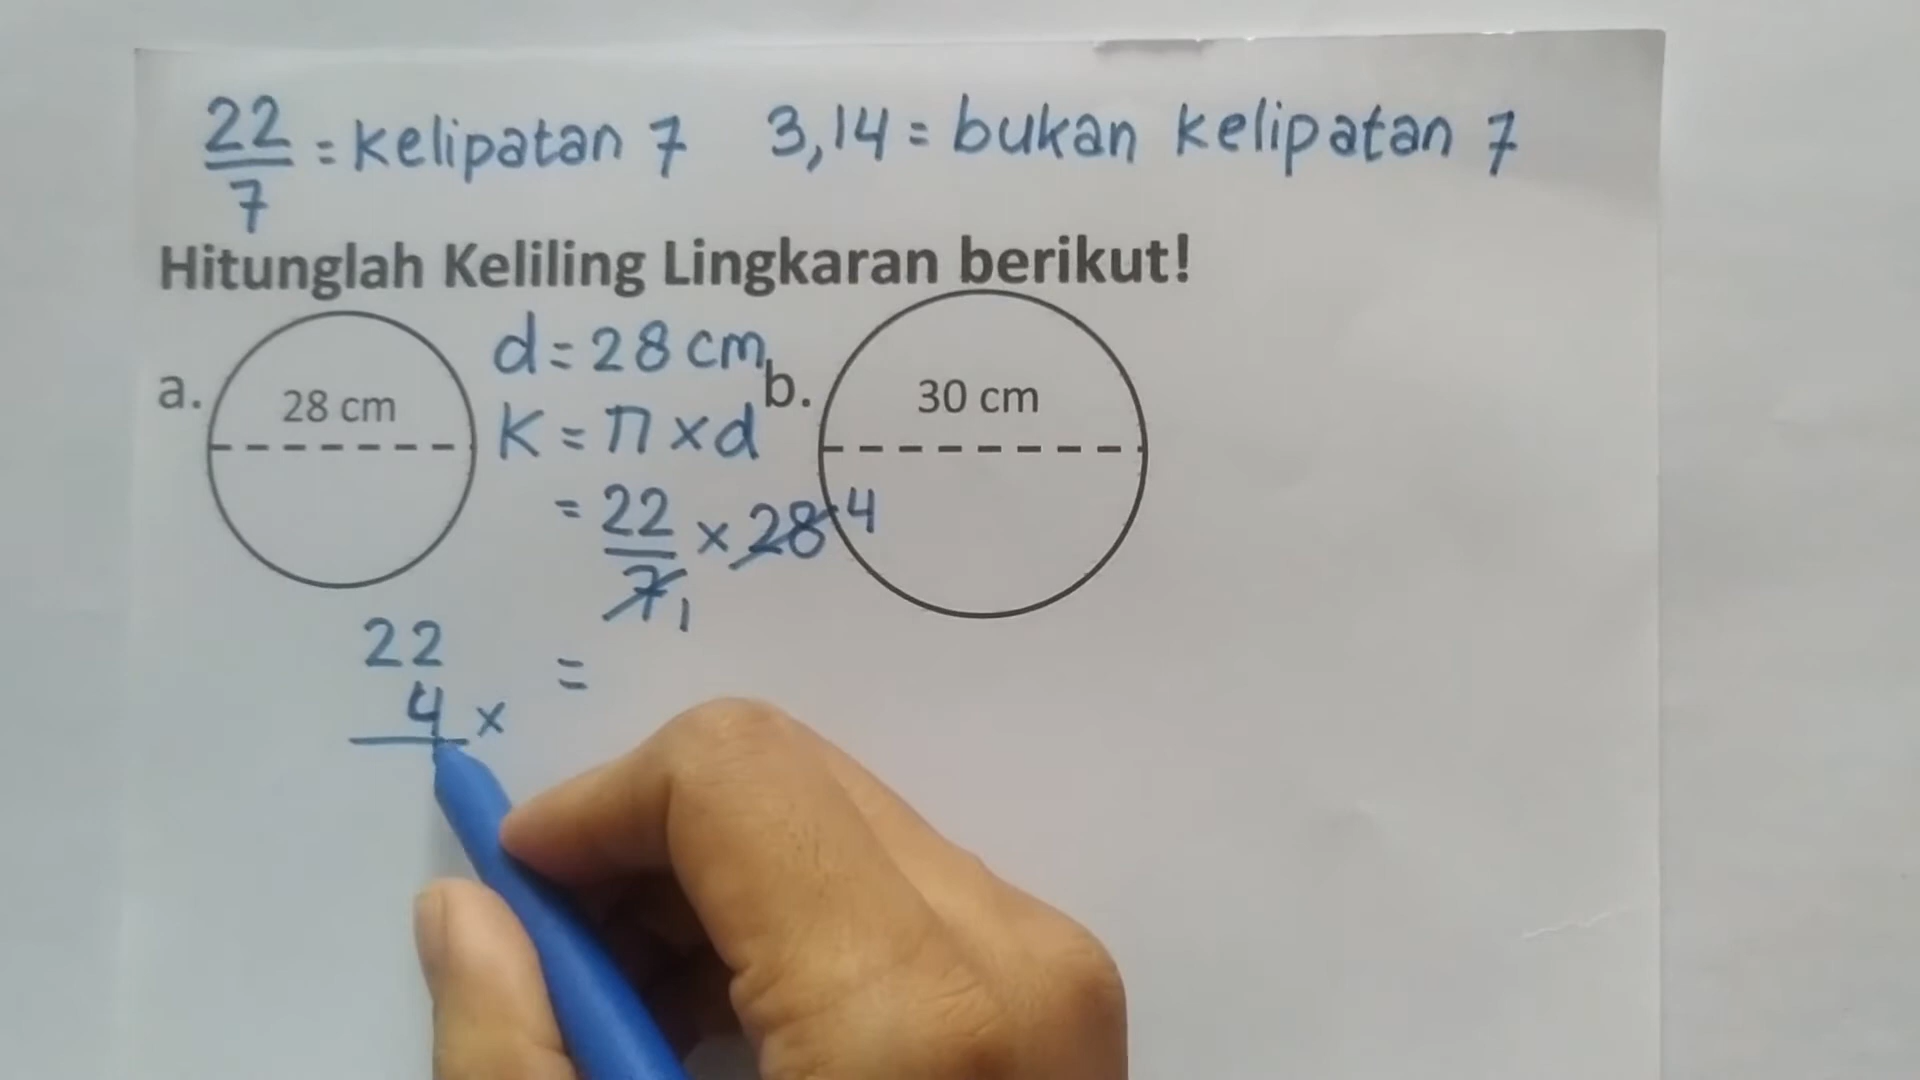 22/7 = Kelipatan 7 3,14 = bukan kelipatan 7
Hitunglah Keliling Lingkaran berikut!
a. 28 cm
d = 28 cm
K = π x d
= 22/7 1 x 28 4
=
22
4 x
b. 30 cm